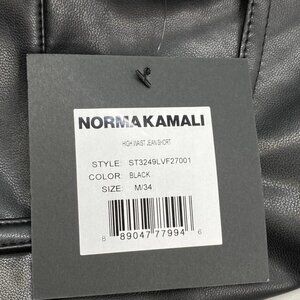 NORMAKAMALI
HIGH WAIST JEAN SHORT
STYLE: ST3249LVF27001
COLOR: BLACK
SIZE: M/34
8 89047 77994 6